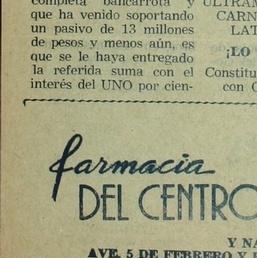 completa bancarrota y
que ha venido soportando
un pasivo de 13 millones
de pesos y menos aún, es
que se le haya entregado
la referida suma con el
interés del UNO por cien-
ULTRAM
CARN
LAT
¡LO
Constitu
con C
farmacia
DEL CENTRO
Y NA
AVE. 5 DE FEBRERO Y